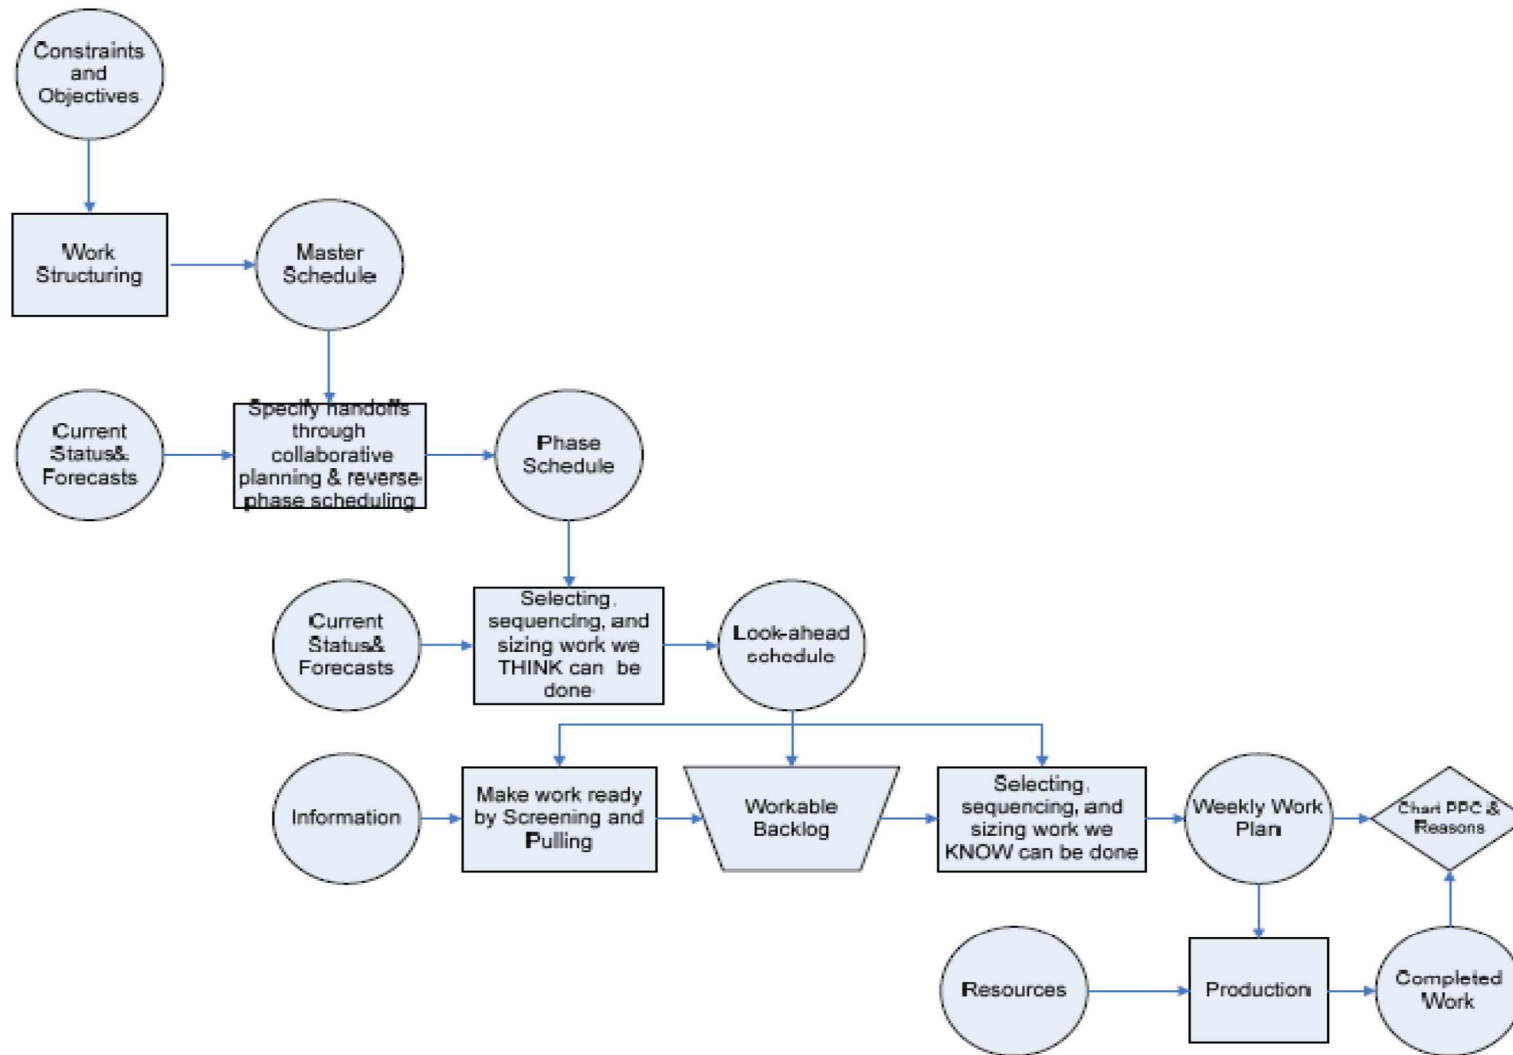 Constraints
and
Objectives
Work
Structuring
Master
Schedule
Current
Status&
Forecasts
Specify handoffs
through
collaborative
planning & reverse
phase scheduling
Phase
Schedule
Current
Status&
Forecasts
Selecting,
sequencing, and
sizing work we
THINK can be
done
Look-ahead
schedule
Information
Make work ready
by Screening and
Pulling
Workable
Backlog
Selecting,
sequencing, and
sizing work we
KNOW can be done
Weekly Work
Plan
Chart PPC &
Reasons
Resources
Production
Completed
Work